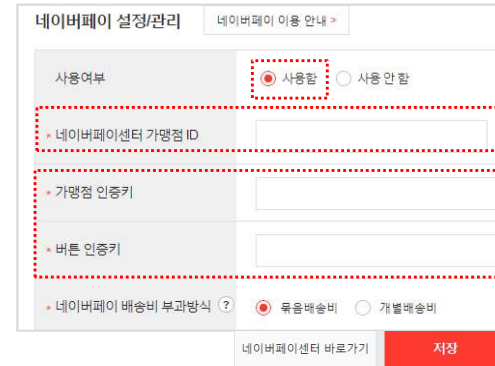 네이버페이 설정/관리 네이버페이 이용 안내 >
사용여부 사용함 사용 안 함
* 네이버페이센터 가맹점 ID
* 가맹점 인증키
* 버튼 인증키
* 네이버페이 배송비 부과방식 ? 묶음배송비 개별배송비
네이버페이센터 바로가기 저장